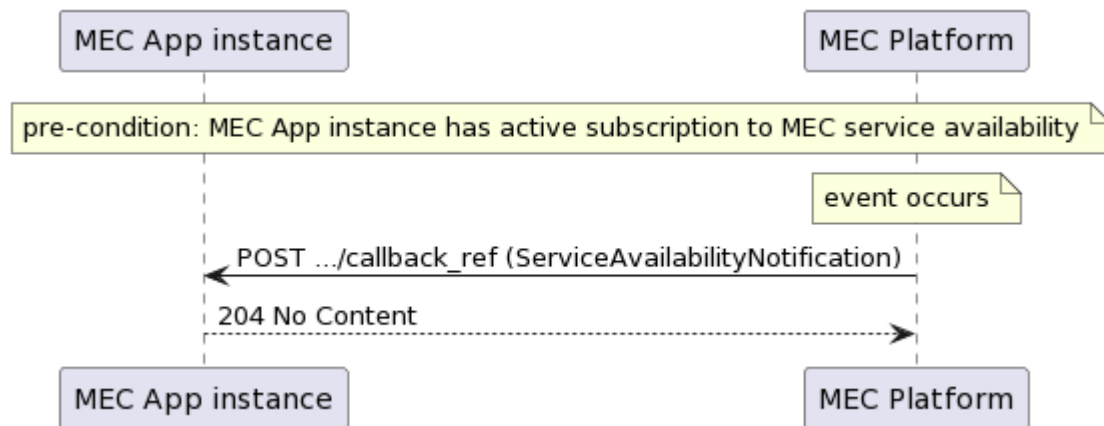 MEC App instance
MEC Platform
pre-condition: MEC App instance has active subscription to MEC service availability
event occurs
POST .../callback_ref (ServiceAvailabilityNotification)
204 No Content
MEC App instance
MEC Platform